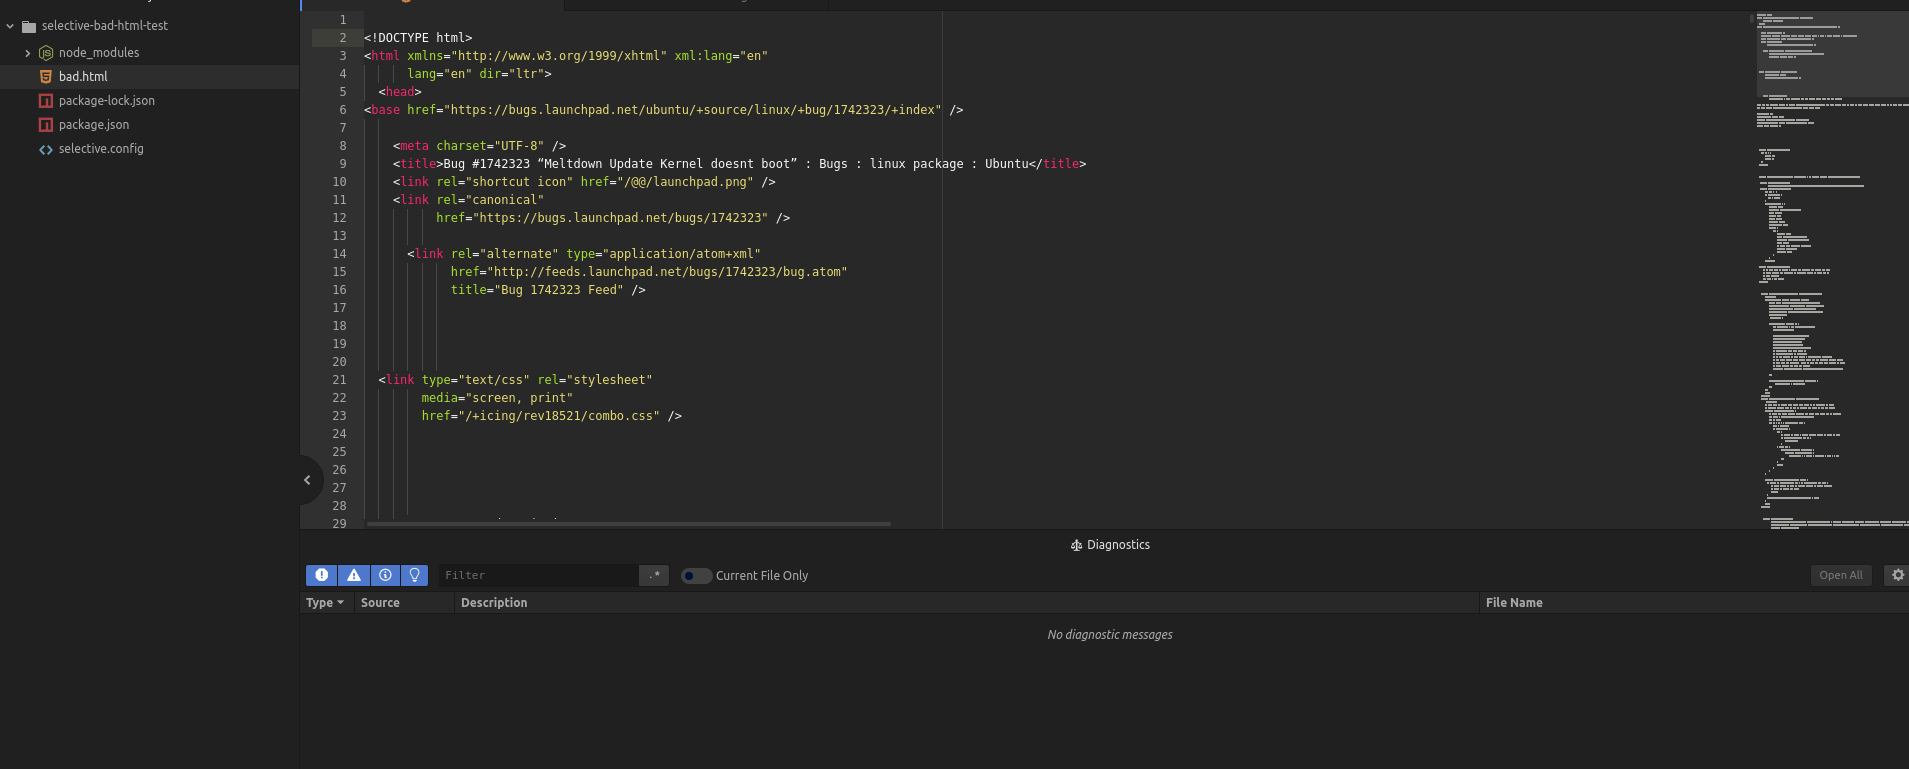 selective-bad-html-test
node_modules
bad.html
package-lock.json
package.json
selective.config
1
2 <!DOCTYPE html>
3 <html xmlns="http://www.w3.org/1999/xhtml" xml:lang="en"
4 lang="en" dir="ltr">
5 <head>
6 <base href="https://bugs.launchpad.net/ubuntu/+source/linux/+bug/1742323/+index" />
7
8 <meta charset="UTF-8" />
9 <title>Bug #1742323 “Meltdown Update Kernel doesnt boot” : Bugs : linux package : Ubuntu</title>
10 <link rel="shortcut icon" href="/@@/launchpad.png" />
11 <link rel="canonical"
12 href="https://bugs.launchpad.net/bugs/1742323" />
13
14 <link rel="alternate" type="application/atom+xml"
15 href="http://feeds.launchpad.net/bugs/1742323/bug.atom"
16 title="Bug 1742323 Feed" />
17
18
19
20
21 <link type="text/css" rel="stylesheet"
22 media="screen, print"
23 href="/+icing/rev18521/combo.css" />
24
25
26
27
28
29
Diagnostics
Filter .* Current File Only Open All
Type Source Description File Name
No diagnostic messages